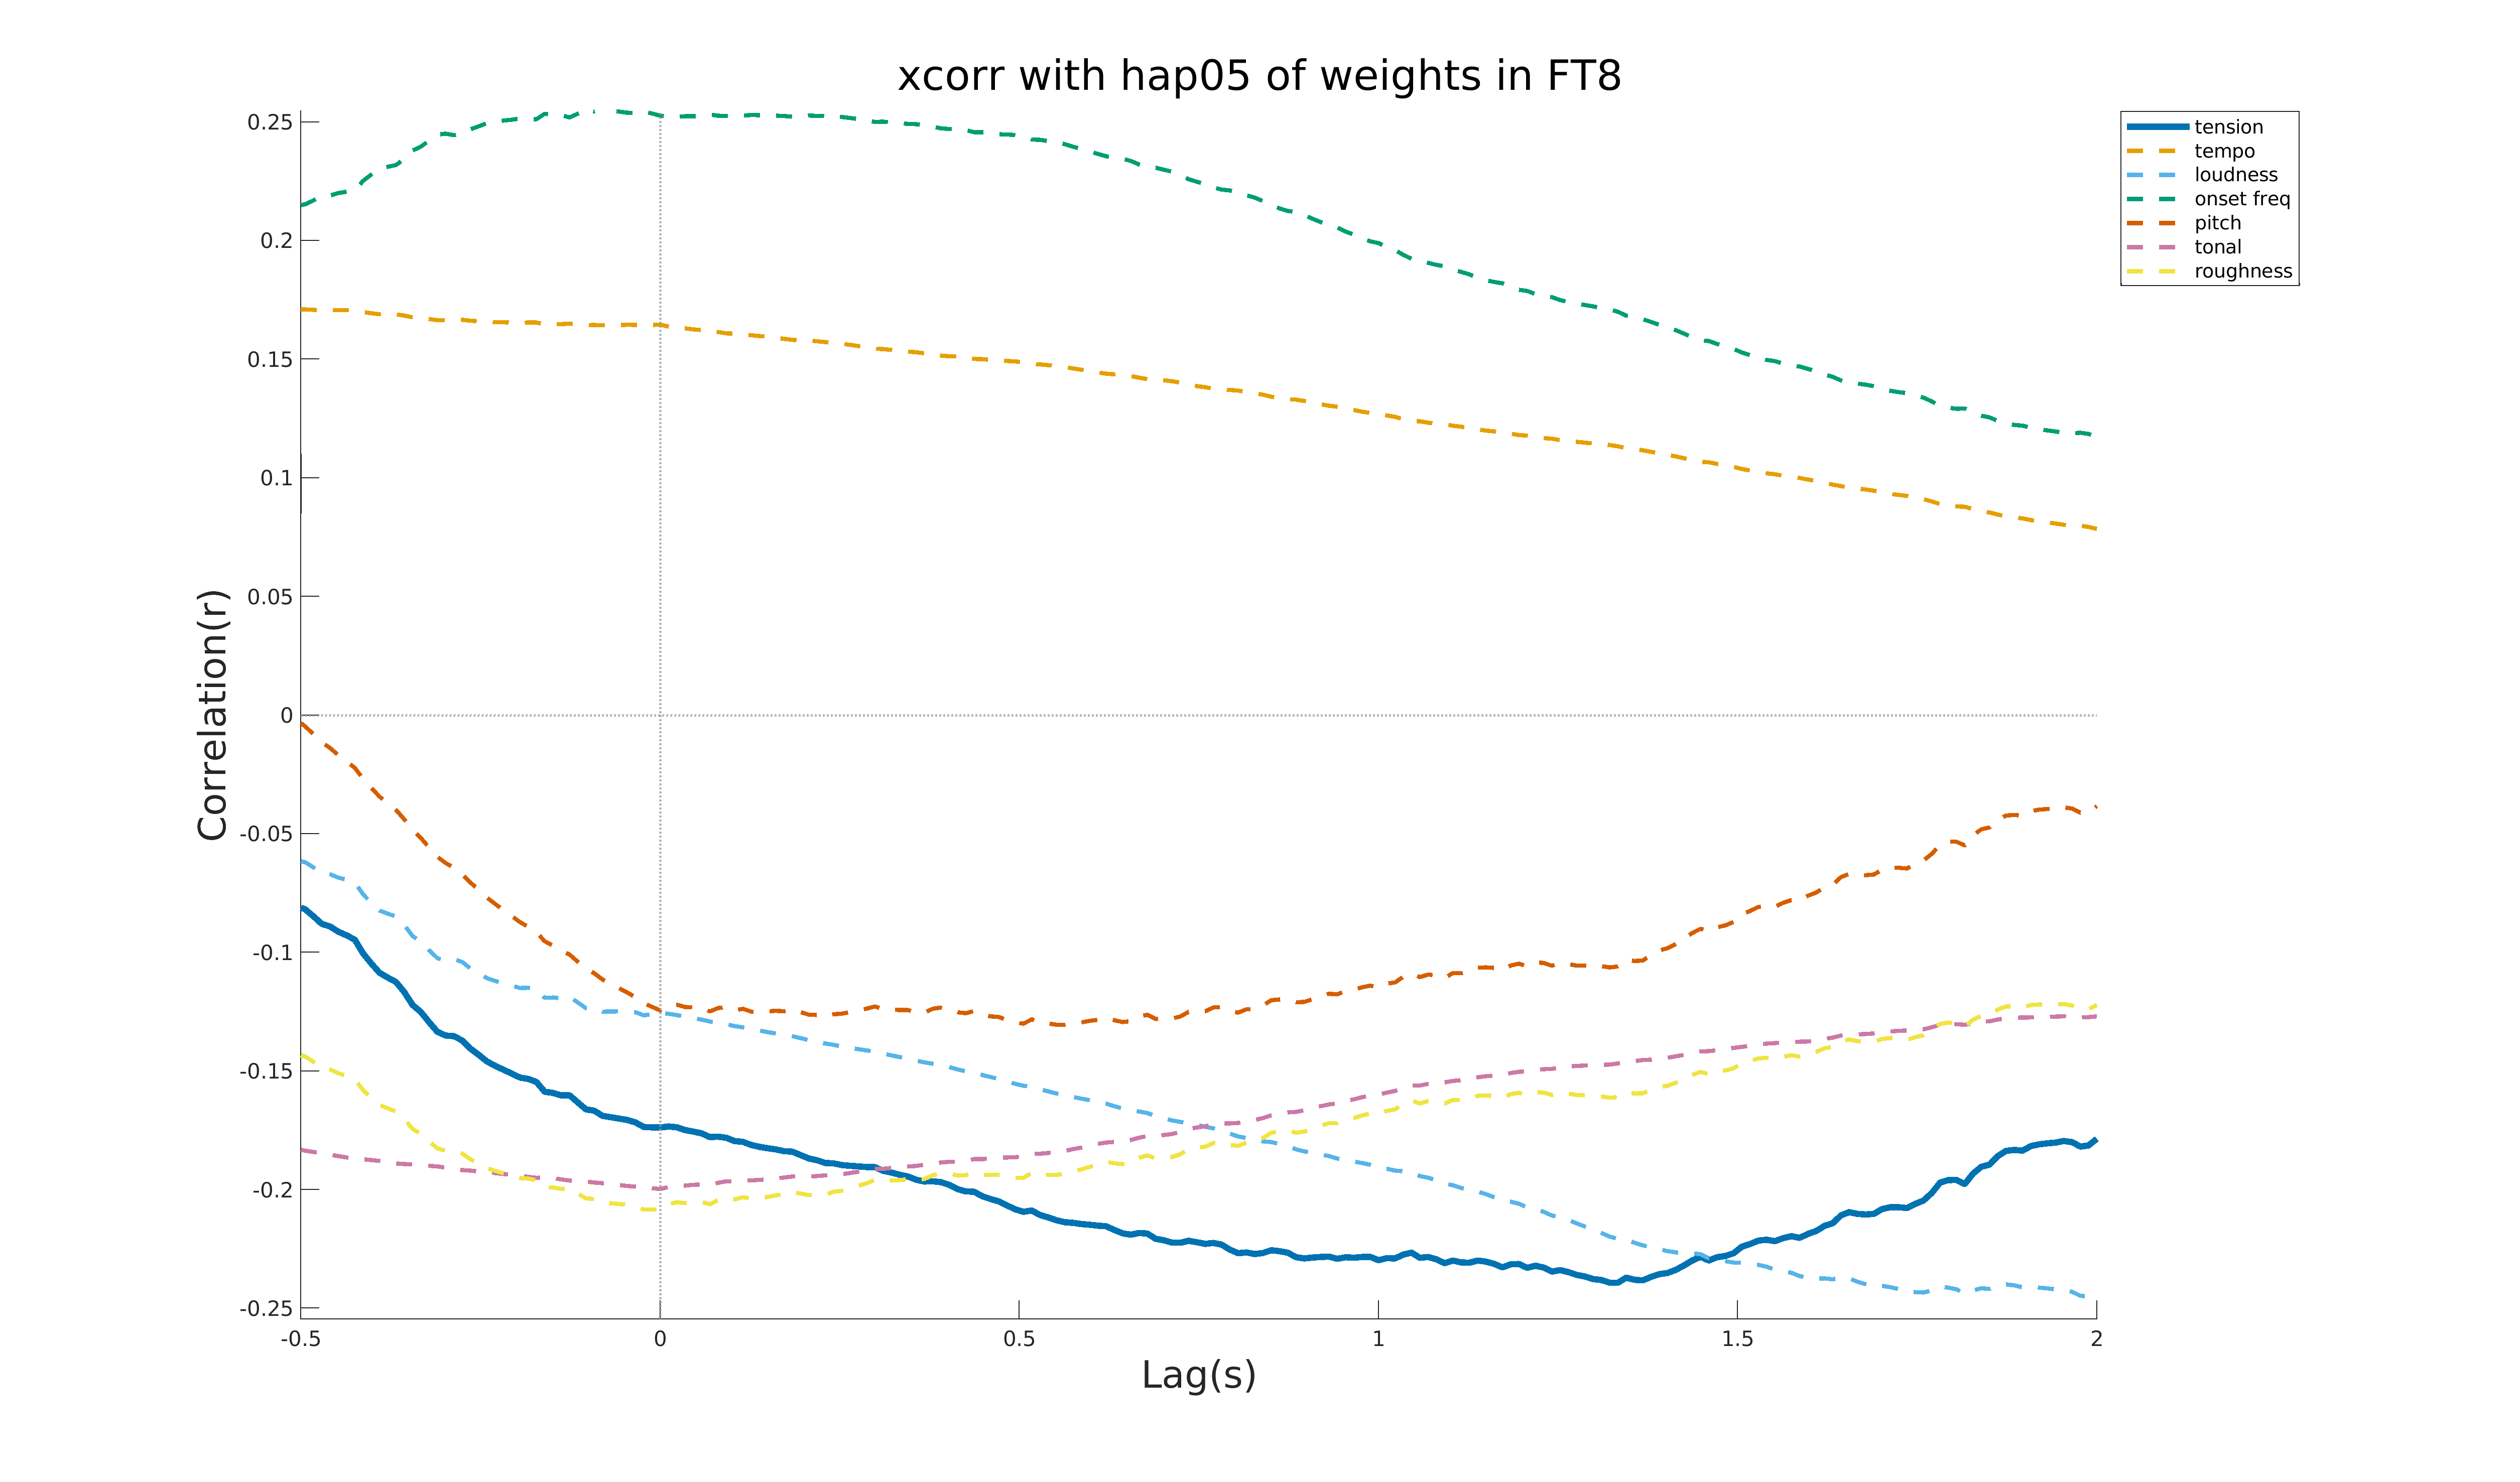 xcorr with hap05 of weights in FT8
tension
tempo
loudness
onset freq
pitch
tonal
roughness
0.25
0.2
0.15
0.1
0.05
0
-0.05
-0.1
-0.15
-0.2
-0.25
Correlation(r)
-0.5
0
0.5
1
1.5
2
Lag(s)